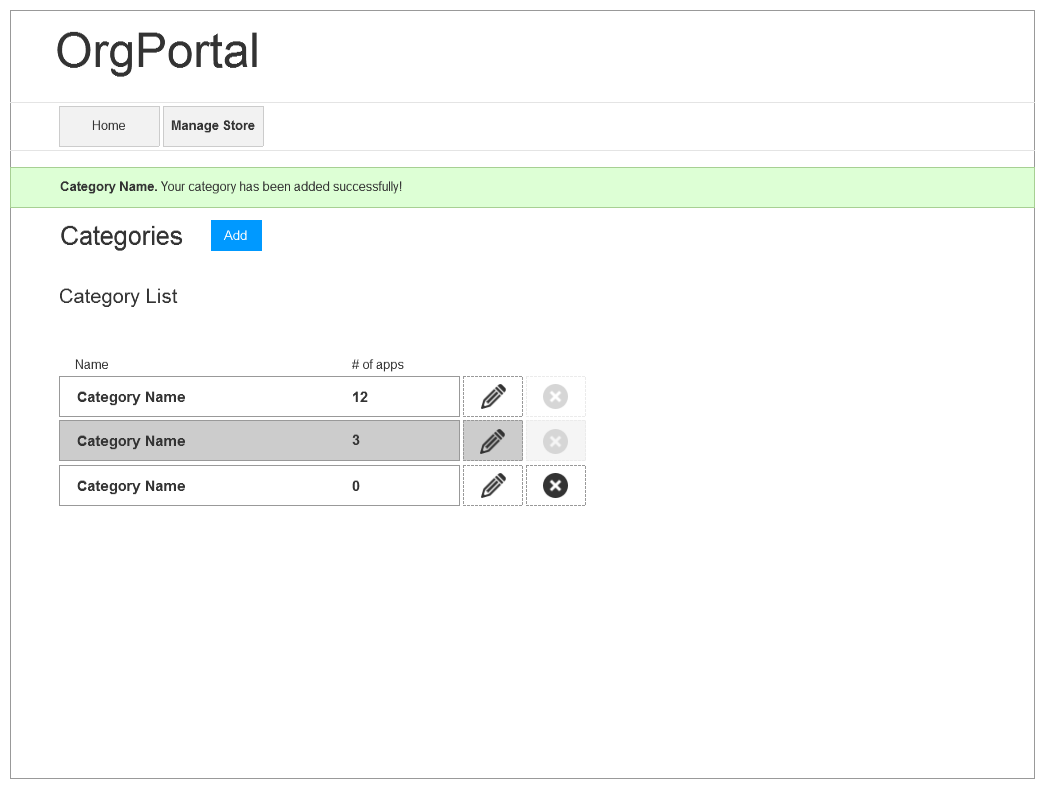 OrgPortal
Home Manage Store
Category Name. Your category has been added successfully!
Categories Add
Category List
Name # of apps
Category Name 12
Category Name 3
Category Name 0